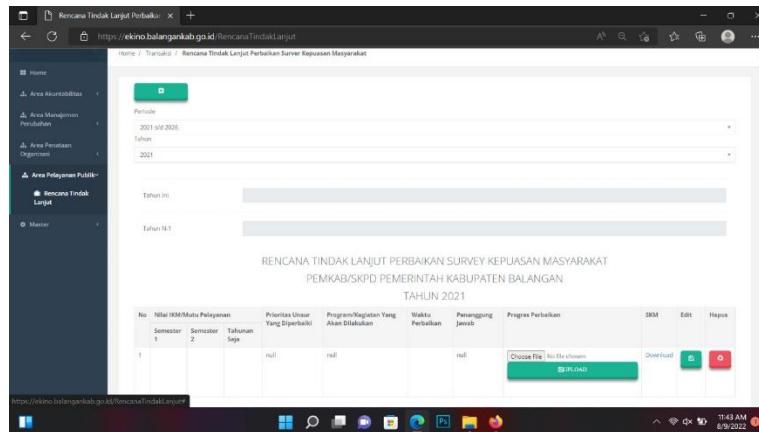 Rencana Tindak Lanjut Perbaikan
https://ekino.balangankab.go.id/RencanaTindakLanjut
Home / Transaksi / Rencana Tindak Lanjut Perbaikan Surver Kepuasan Masyarakat
Home
Area Akuntabilitas
Area Manajemen
Perubahan
Area Penataan
Organisasi
Area Pelayanan Publik
Rencana Tindak
Lanjut
Master
Periode
2021 s/d 2026
Tahun
2021
Tahun Ini
Tahun N-1
RENCANA TINDAK LANJUT PERBAIKAN SURVEY KEPUASAN MASYARAKAT
PEMKAB/SKPD PEMERINTAH KABUPATEN BALANGAN
TAHUN 2021
No Nilai IKM/Mutu Pelayanan Prioritas Unsur Yang Diperbaiki Program/Kegiatan Yang Akan Dilakukan Waktu Perbaikan Penanggung Jawab Progres Perbaikan SKM Edit Hapus
Semester 1 Semester 2 Tahunan Saja
1 null null null Choose File No file chosen Download
UPLOAD
https://ekino.balangankab.go.id/RencanaTindakLanjut#
11:43 AM
8/9/2022